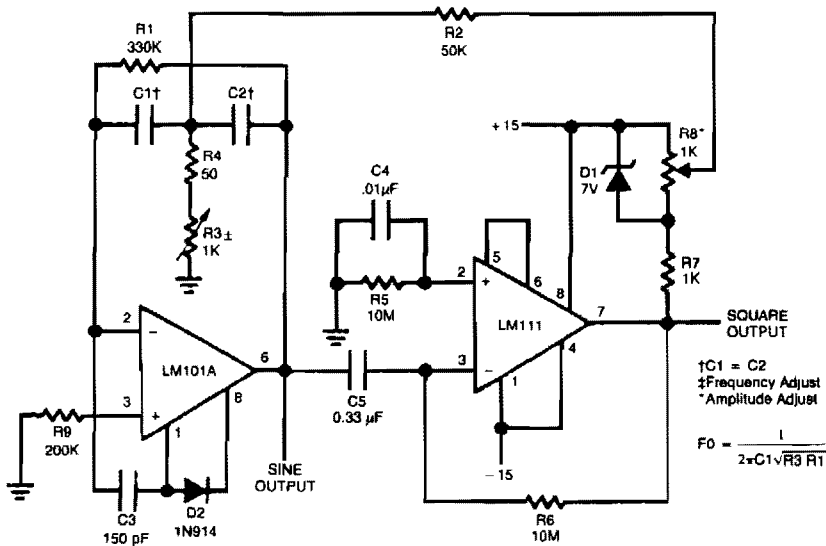 R1
330K
C1†
C2†
R2
50K
R4
50
R3±
1K
C4
.01µF
R5
10M
+15
D1
7V
R8*
1K
R7
1K
2
5
6
8
7
+
LM111
3
−
1
4
−15
SQUARE
OUTPUT
2
−
LM101A
6
3
+
1
8
R9
200K
C5
0.33 µF
SINE
OUTPUT
C3
150 pF
D2
1N914
R6
10M
†C1 = C2
‡Frequency Adjust
*Amplitude Adjust
F0 = 1
2πC1√R3 R1